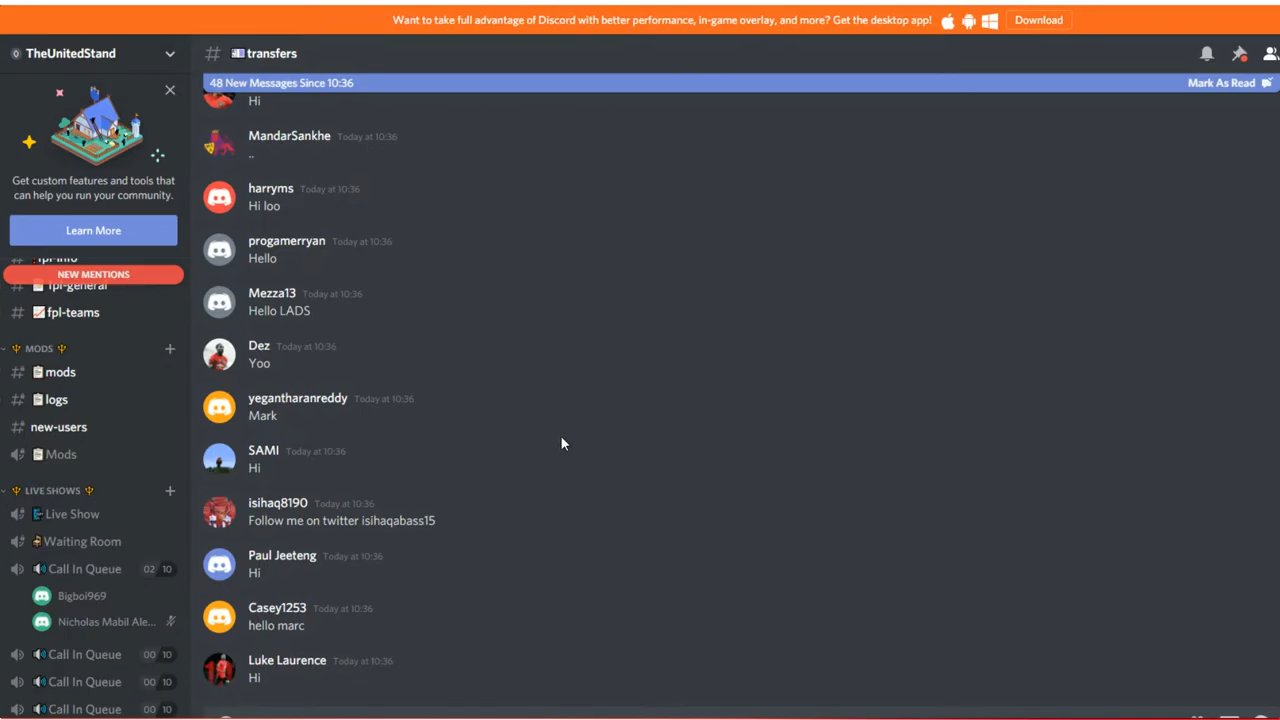 Want to take full advantage of Discord with better performance, in-game overlay, and more? Get the desktop app!
Download
TheUnitedStand
Get custom features and tools that
can help you run your community.
Learn More
fpl-info
NEW MENTIONS
fpl-general
fpl-teams
MODS
mods
logs
new-users
Mods
LIVE SHOWS
Live Show
Waiting Room
Call In Queue 02 10
Bigboi969
Nicholas Mabil Ale...
Call In Queue 00 10
Call In Queue 00 10
Call In Queue 00 10
# transfers
48 New Messages Since 10:36
Mark As Read
Hi
MandarSankhe Today at 10:36
..
harryms Today at 10:36
Hi loo
progamerryan Today at 10:36
Hello
Mezza13 Today at 10:36
Hello LADS
Dez Today at 10:36
Yoo
yegantharanreddy Today at 10:36
Mark
SAMI Today at 10:36
Hi
isihaq8190 Today at 10:36
Follow me on twitter isihaqabass15
Paul Jeeteng Today at 10:36
Hi
Casey1253 Today at 10:36
hello marc
Luke Laurence Today at 10:36
Hi